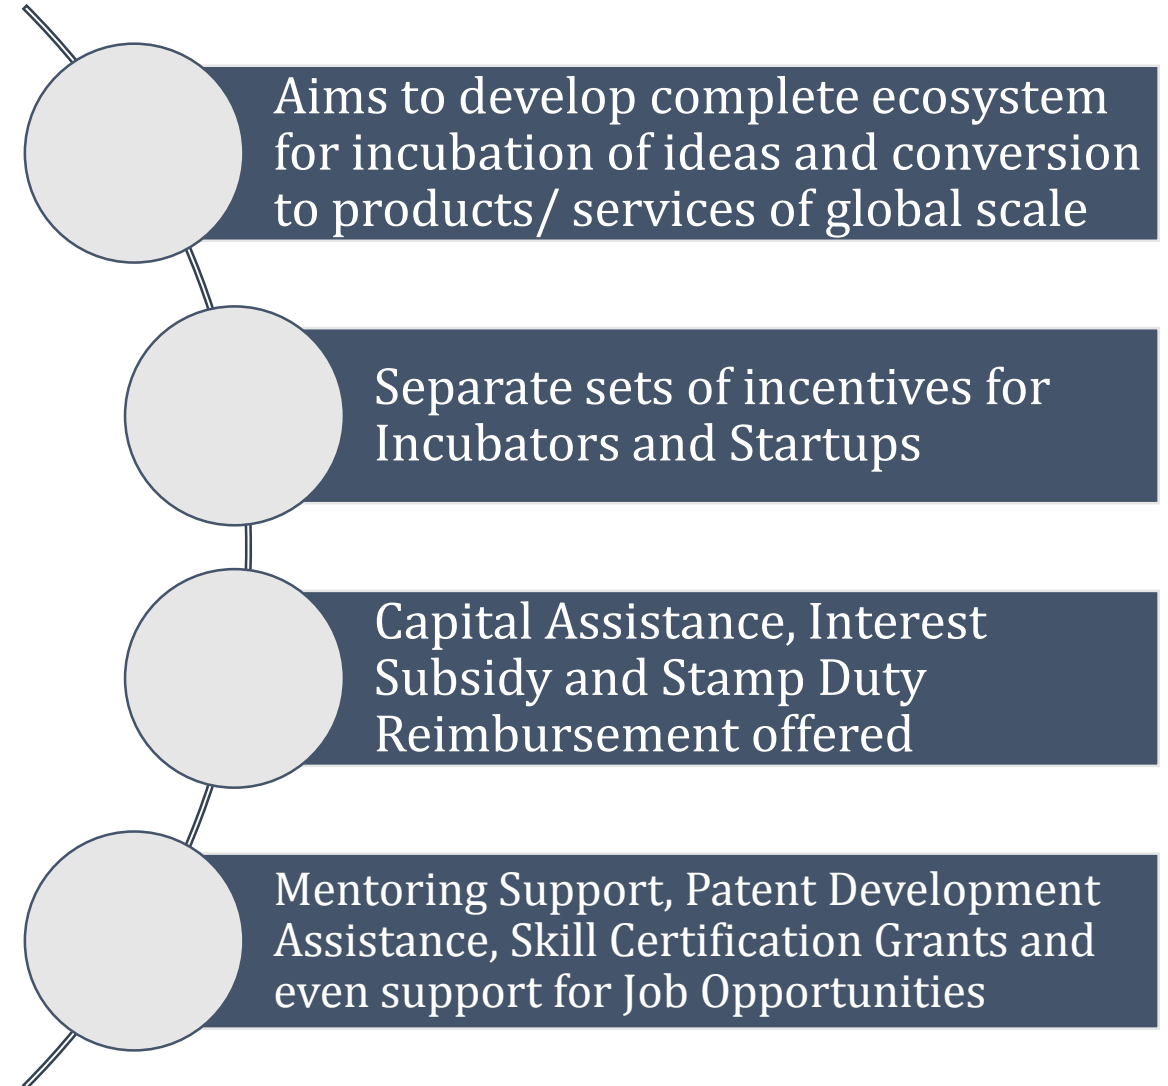 Aims to develop complete ecosystem
for incubation of ideas and conversion
to products/ services of global scale
Separate sets of incentives for
Incubators and Startups
Capital Assistance, Interest
Subsidy and Stamp Duty
Reimbursement offered
Mentoring Support, Patent Development
Assistance, Skill Certification Grants and
even support for Job Opportunities